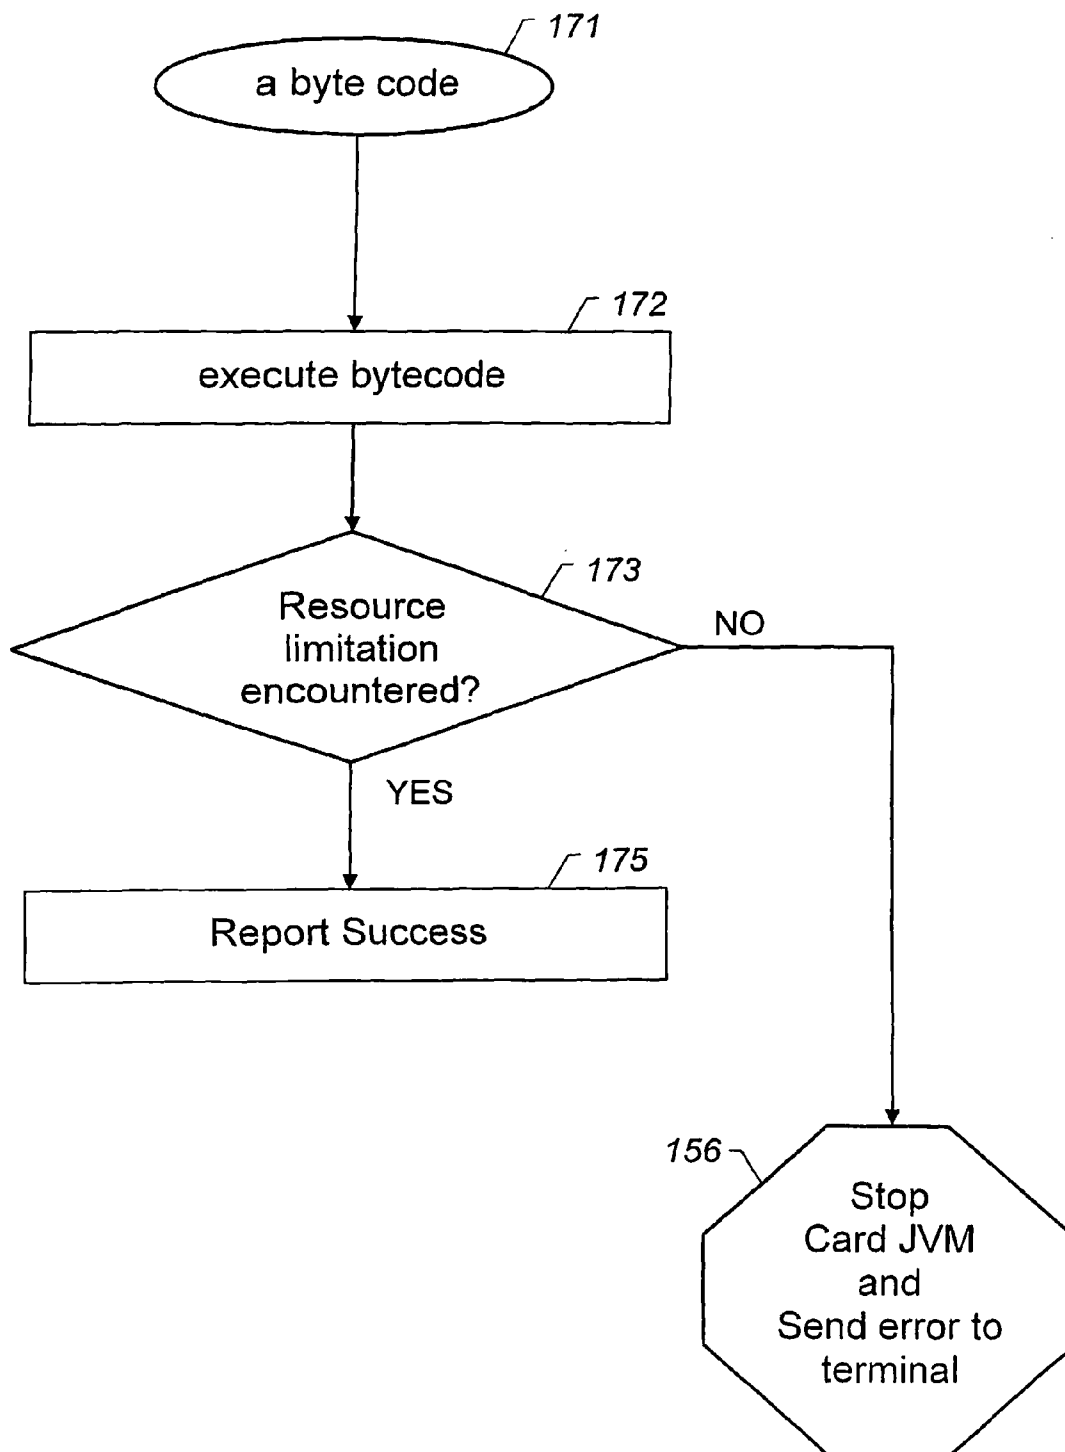 171
a byte code
172
execute bytecode
173
Resource
limitation
encountered?
NO
YES
175
Report Success
156
Stop
Card JVM
and
Send error to
terminal